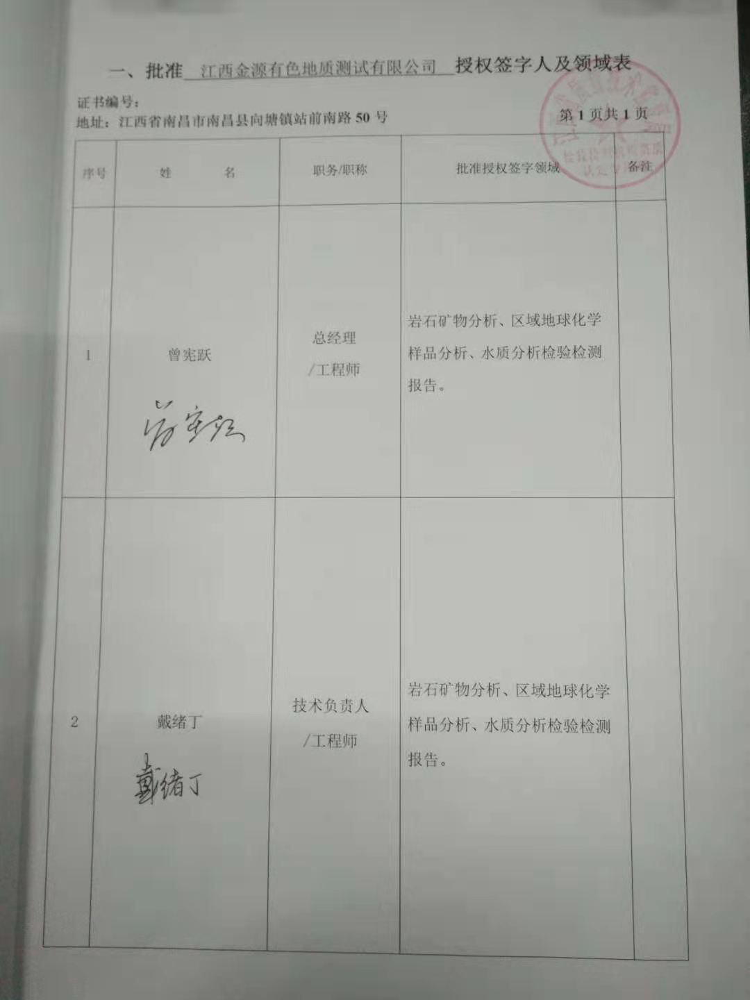 一、批准 江西金源有色地质测试有限公司 授权签字人及领域表
证书编号:
地址: 江西省南昌市南昌县向塘镇站前南路 50 号
第 1 页共 1 页
序号 姓 名 职务/职称 批准授权签字领域 备注
1
曾宪跃
曾宪跃
总经理
/工程师
岩石矿物分析、区域地球化学
样品分析、水质分析检验检测
报告。
2
戴绪丁
戴绪丁
技术负责人
/工程师
岩石矿物分析、区域地球化学
样品分析、水质分析检验检测
报告。